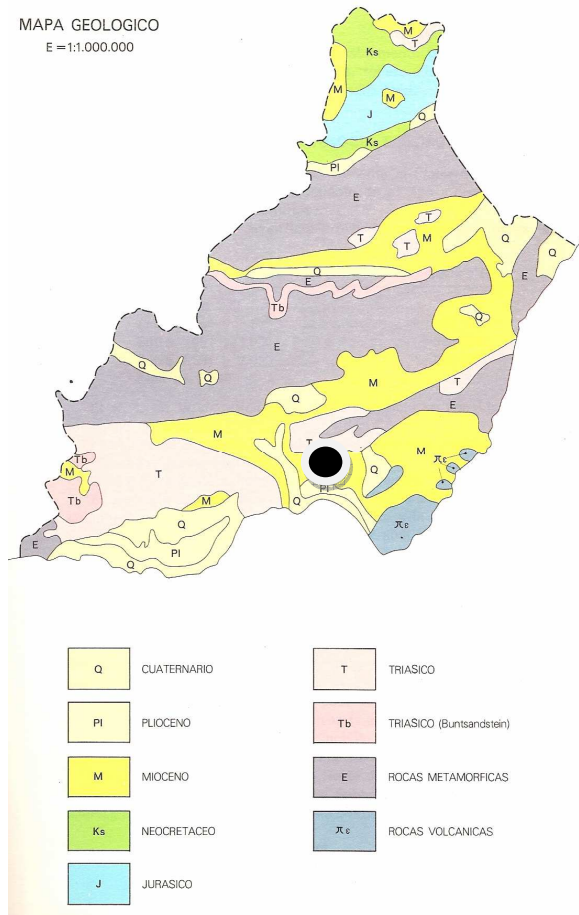 MAPA GEOLOGICO
E = 1:1.000.000
M
T
Ks
M
M
J
Q
Ks
Pl
E
T
T
M
T
Q
Q
Q
E
E
Tb
Q
E
Q
Q
M
T
Q
E
M
T
M
πε
Tb
M
T
Q
Pl
Tb
M
Q
Q
πε
E
Pl
Q
Q CUATERNARIO
Pl PLIOCENO
M MIOCENO
Ks NEOCRETACEO
J JURASICO
T TRIASICO
Tb TRIASICO (Buntsandstein)
E ROCAS METAMORFICAS
πε ROCAS VOLCANICAS